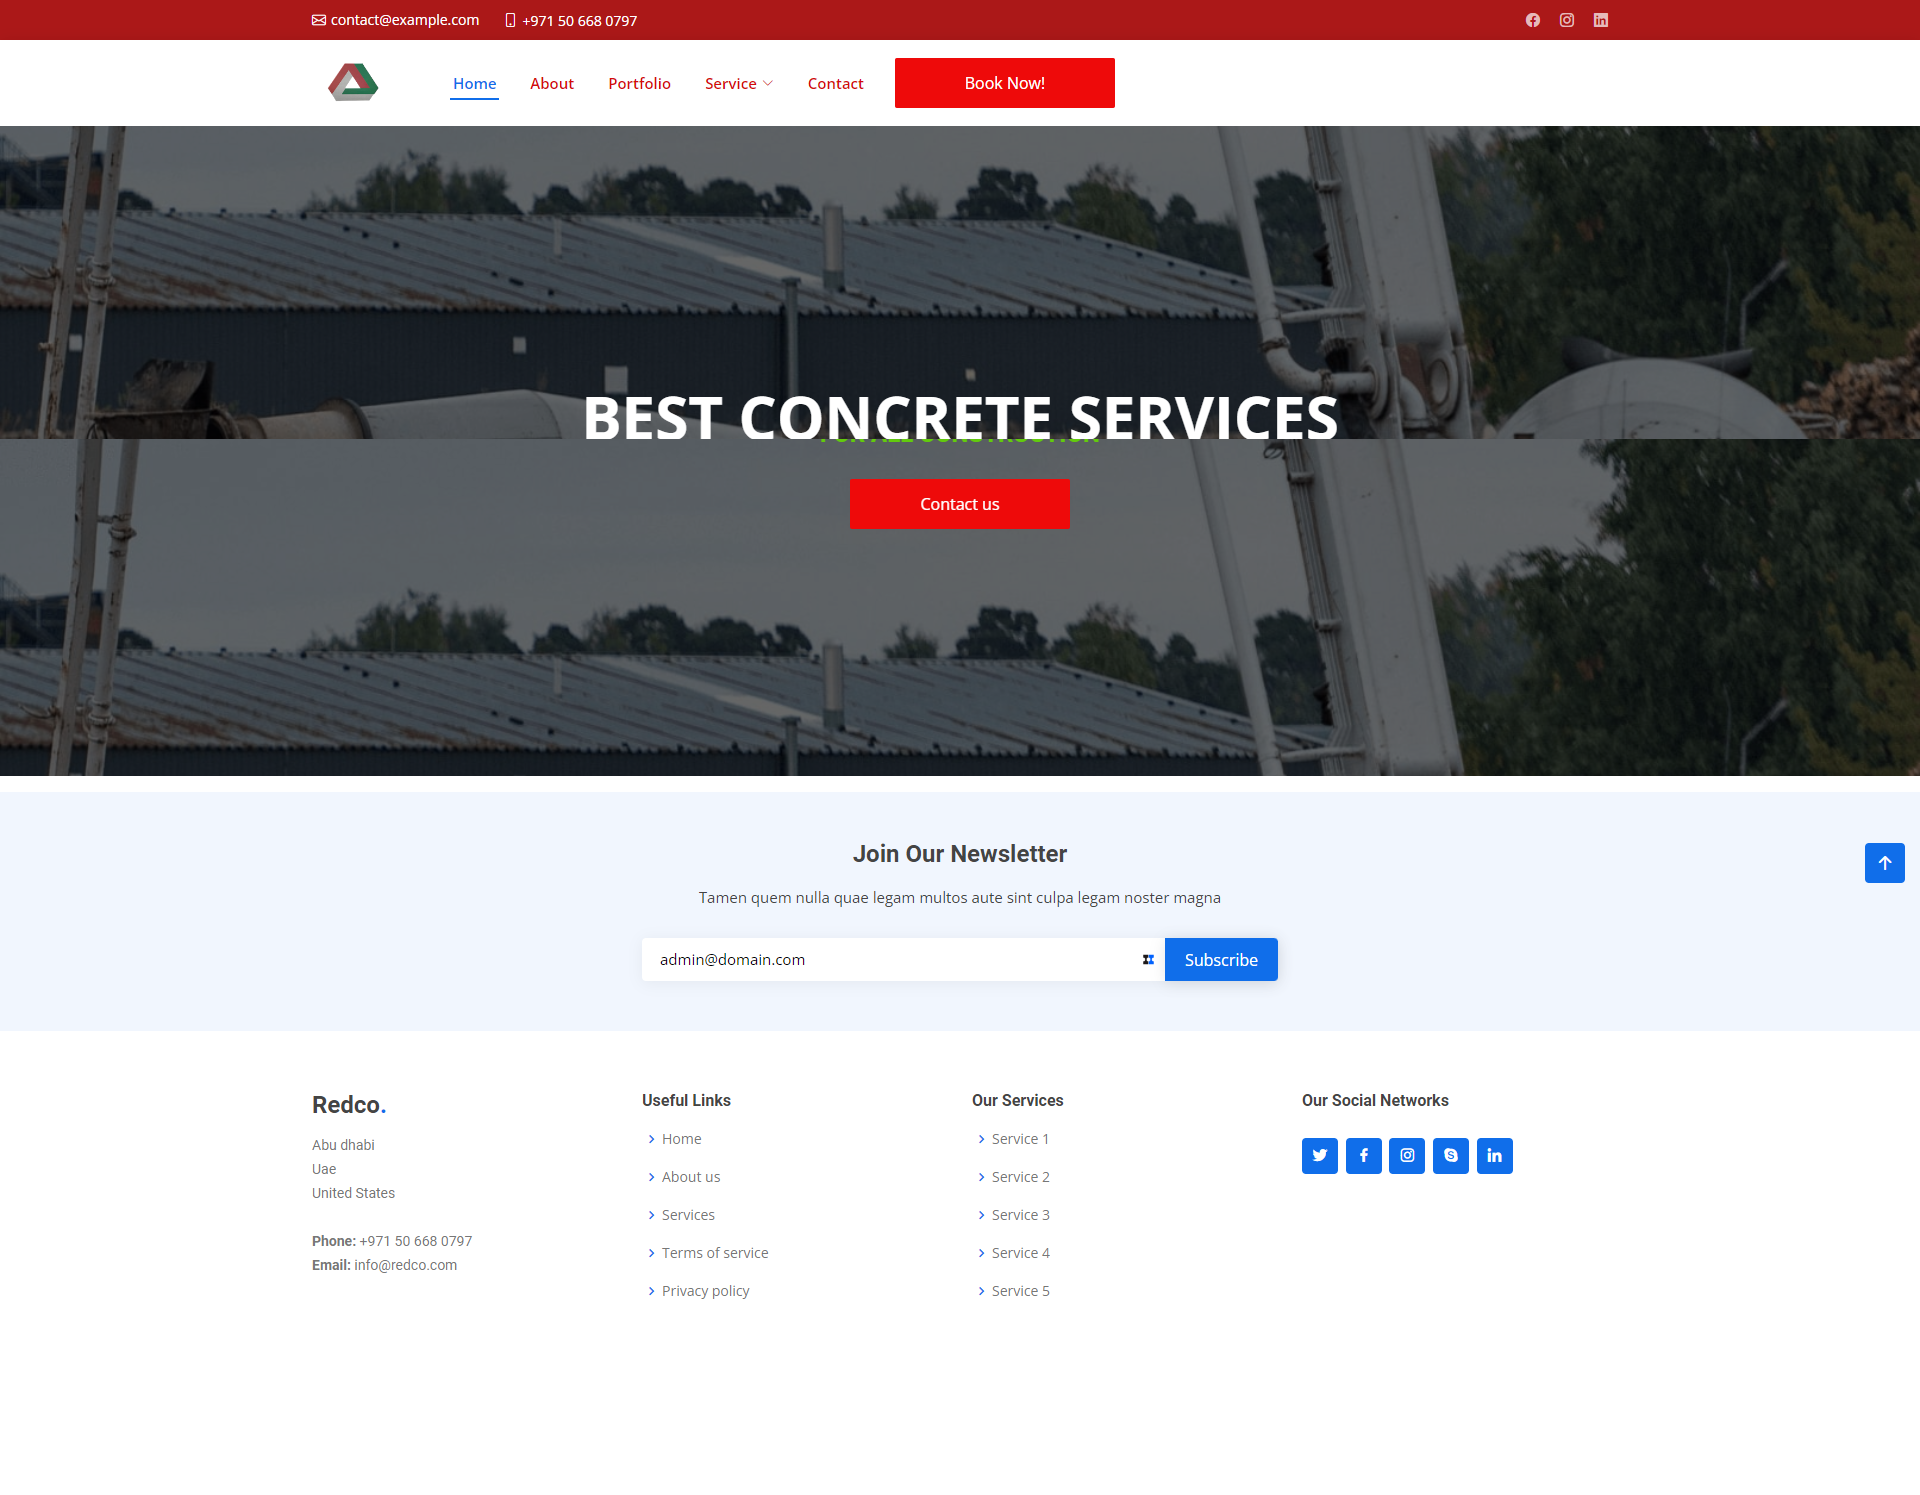 contact@example.com
+971 50 668 0797
Home
About
Portfolio
Service
Contact
Book Now!
BEST CONCRETE SERVICES
Contact us
Join Our Newsletter
Tamen quem nulla quae legam multos aute sint culpa legam noster magna
admin@domain.com
Subscribe
Redco.
Abu dhabi
Uae
United States
Phone: +971 50 668 0797
Email: info@redco.com
Useful Links
Home
About us
Services
Terms of service
Privacy policy
Our Services
Service 1
Service 2
Service 3
Service 4
Service 5
Our Social Networks